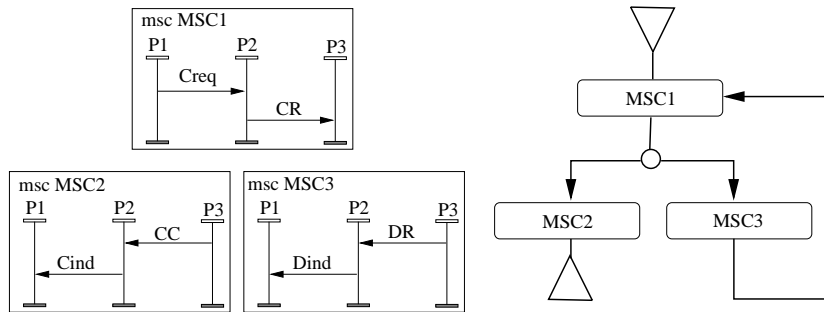 msc MSC1
P1 P2 P3
Creq
CR
msc MSC2
P1 P2 P3
CC
Cind
msc MSC3
P1 P2 P3
DR
Dind
MSC1
MSC2 MSC3